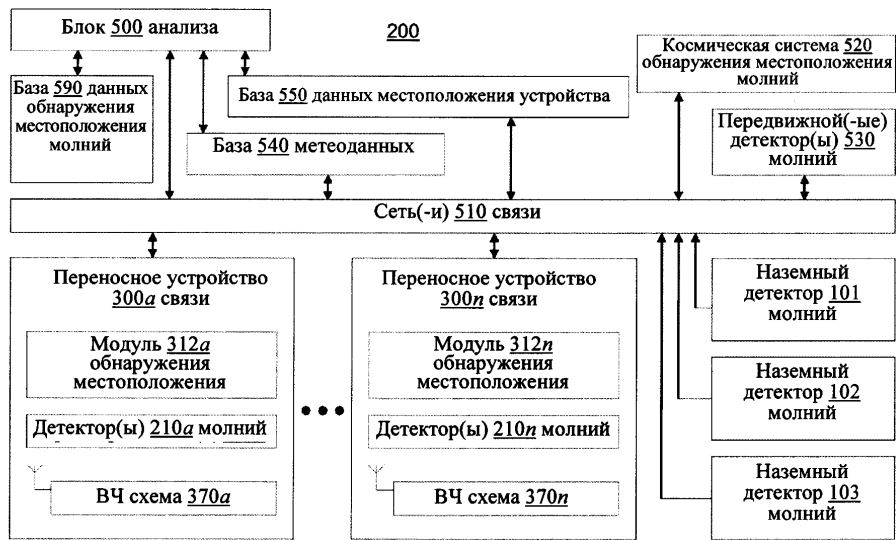 Блок 500 анализа
200
Космическая система 520
обнаружения местоположения
молний
База 590 данных
обнаружения
местоположения
молний
База 550 данных местоположения устройства
База 540 метеоданных
Передвижной(-ые)
детектор(ы) 530
молний
Сеть(-и) 510 связи
Переносное устройство
300a связи
Модуль 312a
обнаружения
местоположения
Детектор(ы) 210a молний
ВЧ схема 370a
Переносное устройство
300n связи
Модуль 312n
обнаружения
местоположения
Детектор(ы) 210n молний
ВЧ схема 370n
Наземный
детектор 101
молний
Наземный
детектор 102
молний
Наземный
детектор 103
молний